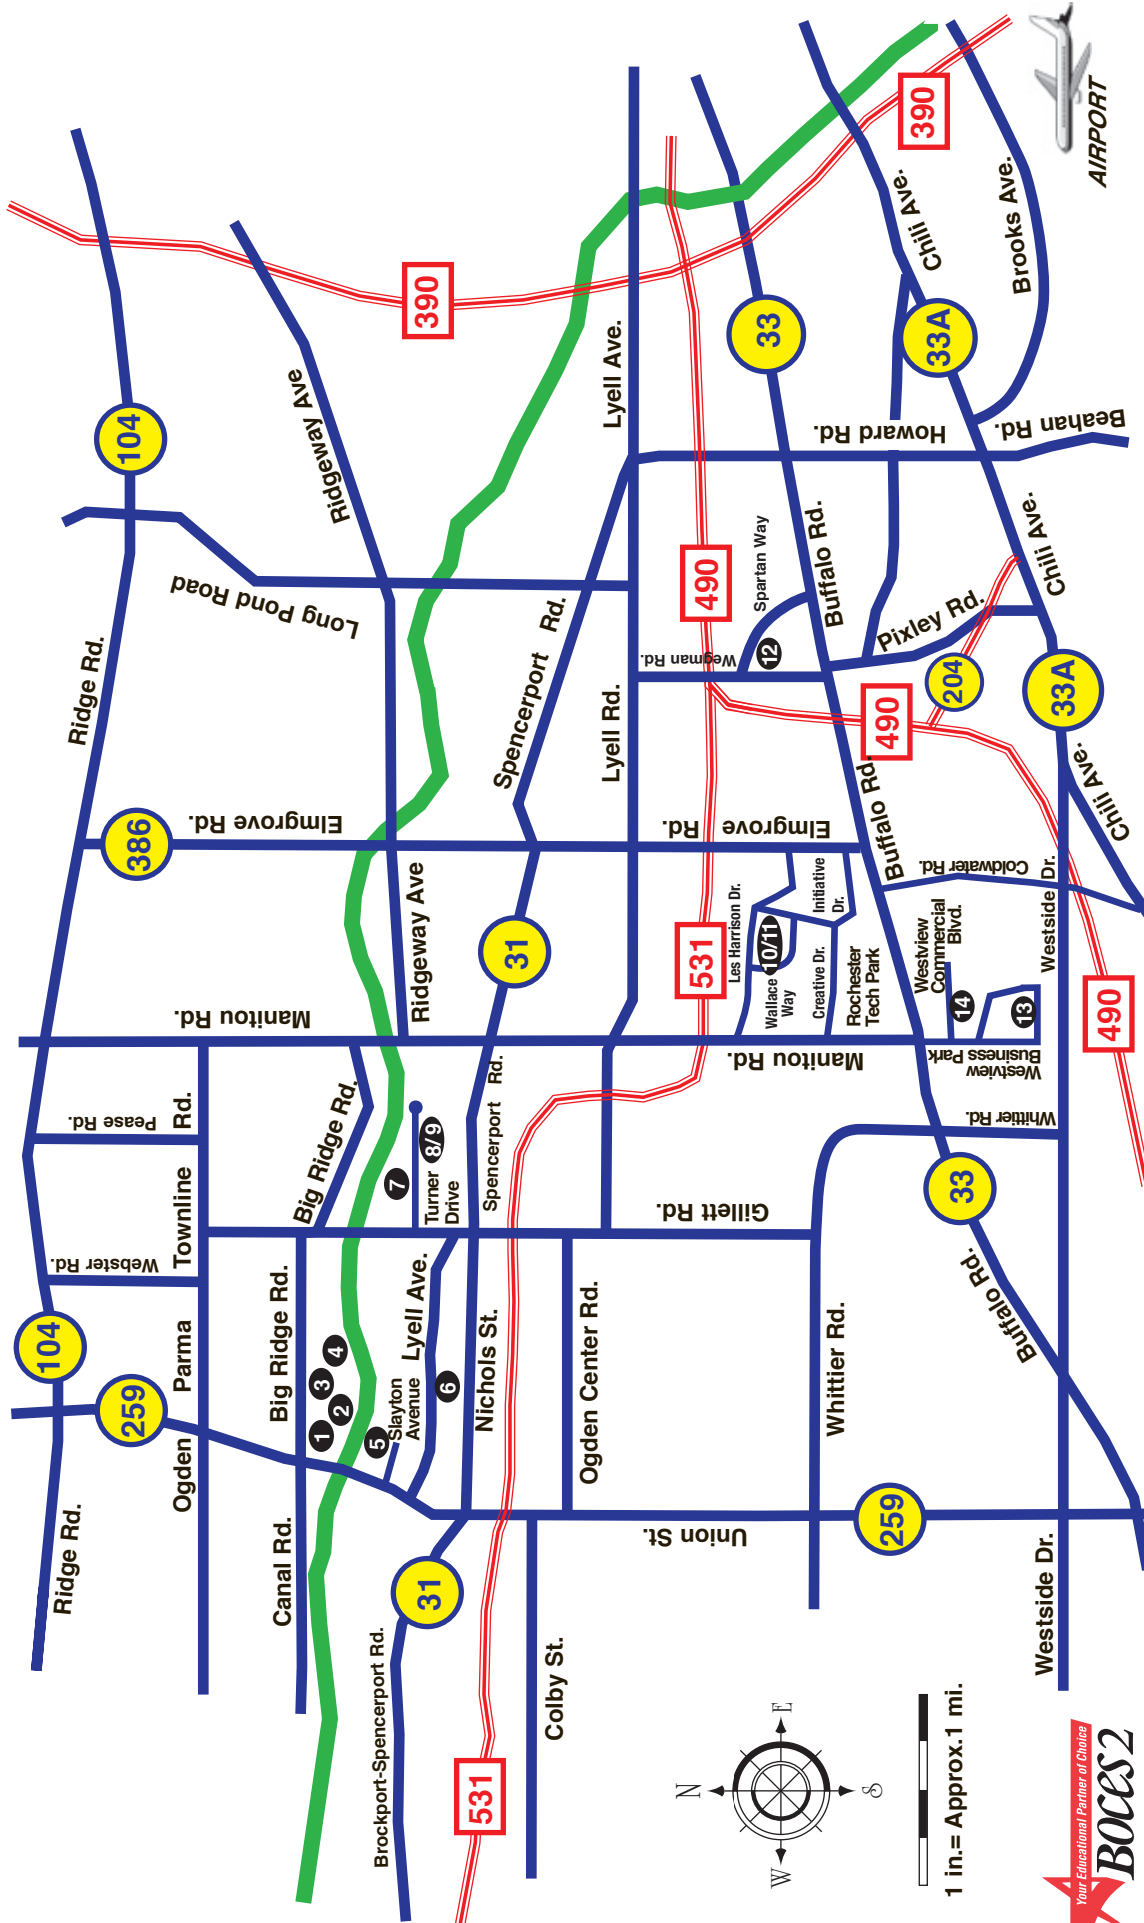 Ridge Rd.
104
259
Ogden
Parma
Townline
Rd.
Webster Rd.
Pease Rd.
Manitou Rd.
386
Elmgrove Rd.
Ridge Rd.
Long Pond Road
104
Ridgeway Ave
390
Canal Rd.
Big Ridge Rd.
Big Ridge Rd.
Ridgeway Ave
1
2
3
4
5
Slayton
Avenue
Lyell Ave.
6
7
8/9
Turner
Drive
Brockport-Spencerport Rd.
31
Nichols St.
Spencerport Rd.
31
Spencerport Rd.
531
Colby St.
Ogden Center Rd.
Gillett Rd.
Lyell Rd.
Lyell Ave.
Union St.
Whittier Rd.
Manitou Rd.
531
Elmgrove Rd.
Les Harrison Dr.
10/11
Wallace
Way
Creative Dr.
Initiative
Dr.
Rochester
Tech Park
Wegman Rd.
12
Spartan Way
490
33
Howard Rd.
Buffalo Rd.
Buffalo Rd.
490
Pixley Rd.
204
Chili Ave.
33A
390
Brooks Ave.
Beahan Rd.
Chili Ave.
33A
Chili Ave.
259
Buffalo Rd.
33
Whittier Rd.
Westview
Commercial
Blvd.
14
13
Westview
Business Park
Coldwater Rd.
Westside Dr.
Westside Dr.
490
AIRPORT
N
E
S
W
1 in.= Approx.1 mi.
Your Educational Partner of Choice
BOCES 2